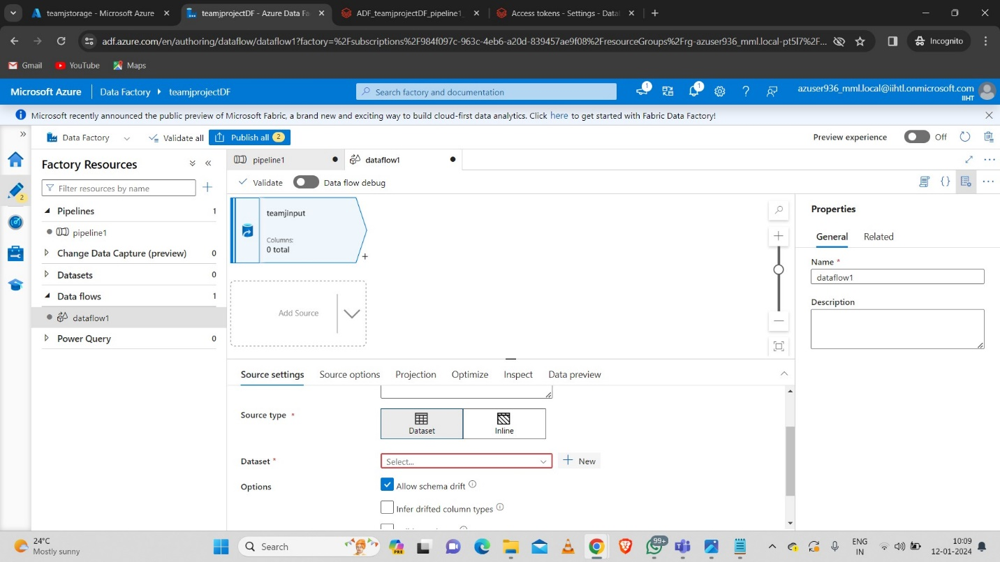 teamjstorage - Microsoft Azure
teamjprojectDF - Azure Data Fa
ADF_teamjprojectDF_pipeline1_
Access tokens - Settings - Datal
adf.azure.com/en/authoring/dataflow/dataflow1?factory=%2Fsubscriptions%2F984f097c-963c-4eb6-a20d-839457ae9f08%2FresourceGroups%2Frg-azuser936_mml.local-pt5l7%2F...
Incognito
Gmail
YouTube
Maps
Microsoft Azure
Data Factory
teamjprojectDF
Search factory and documentation
1
1
azuser936_mml.local@iihtl.onmicrosoft.com
IIHT
Microsoft recently announced the public preview of Microsoft Fabric, a brand new and exciting way to build cloud-first data analytics. Click here to get started with Fabric Data Factory!
Data Factory
Validate all
Publish all 2
Preview experience
Off
Factory Resources
Filter resources by name
2
Pipelines 1
pipeline1
Change Data Capture (preview) 0
Datasets 0
Data flows 1
dataflow1
Power Query 0
pipeline1
dataflow1
Validate
Data flow debug
teamjinput
Columns:
0 total
Add Source
Properties
General
Related
Name *
dataflow1
Description
Source settings
Source options
Projection
Optimize
Inspect
Data preview
Source type *
Dataset
Inline
Dataset *
Select...
New
Options
Allow schema drift
Infer drifted column types
24°C
Mostly sunny
Search
PRE
99+
ENG
IN
10:09
12-01-2024